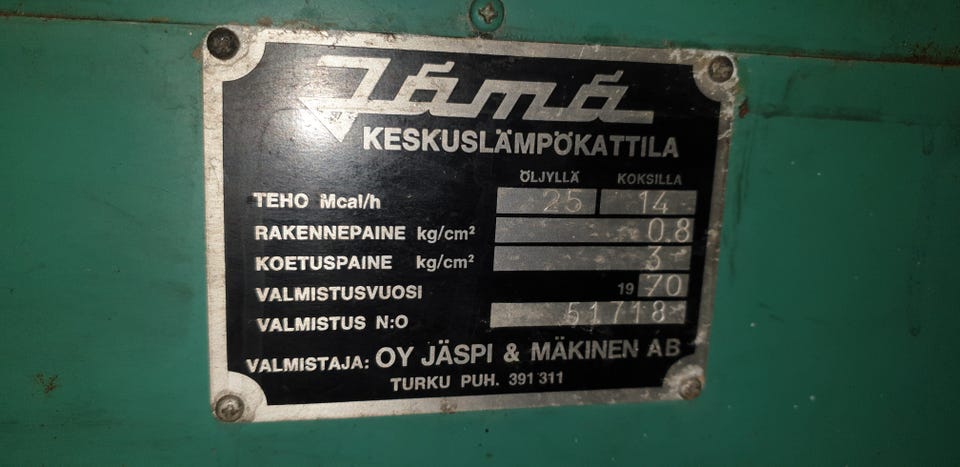 Jämä
KESKUSLÄMPÖKATTILA
ÖLJYLLÄ KOKSILLA
TEHO Mcal/h 25 14
RAKENNEPAINE kg/cm² 0.8
KOETUSPAINE kg/cm² 3
VALMISTUSVUOSI 19 70
VALMISTUS N:O 51718
VALMISTAJA: OY JÄSPI & MÄKINEN AB
TURKU PUH. 391 311